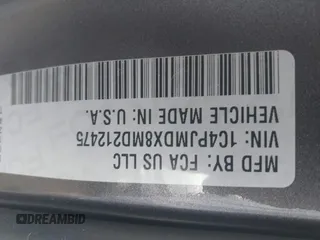 MFD BY: FCA US LLC
VIN: 1C4PJMDX8MD212475
VEHICLE MADE IN: U.S.A.
DREAMBID